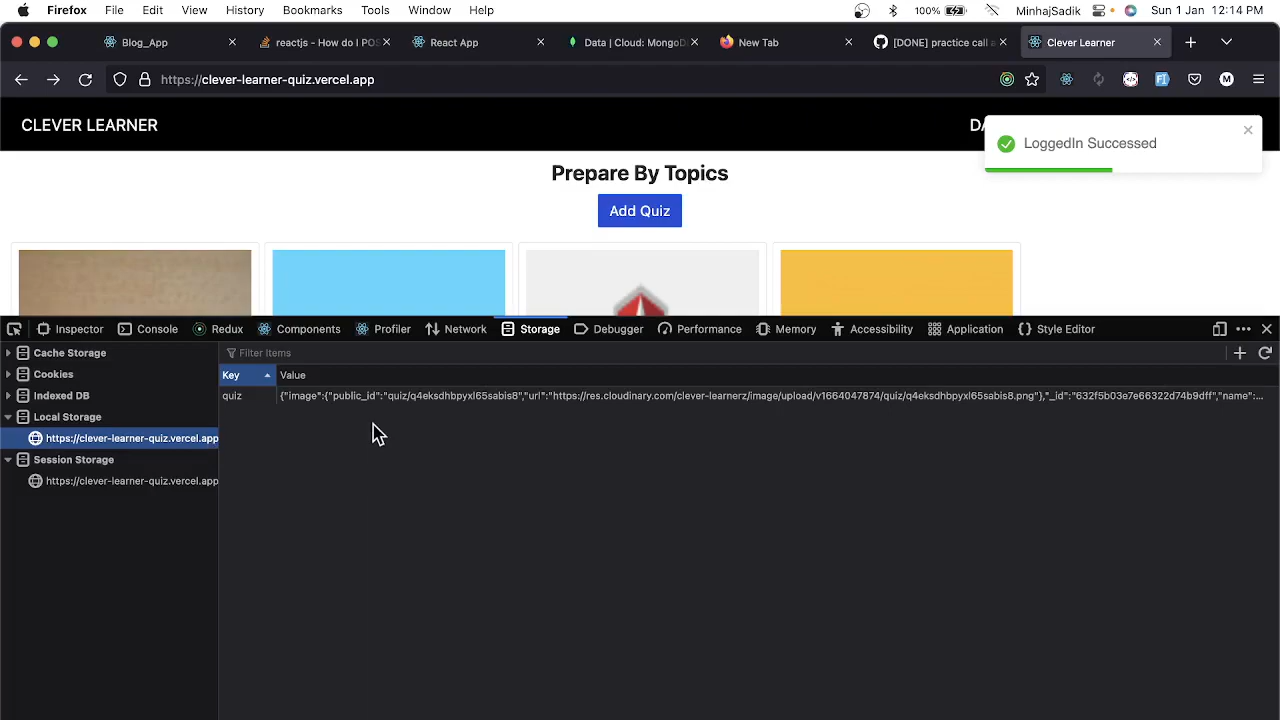 Firefox File Edit View History Bookmarks Tools Window Help 100% MinhajSadik Sun 1 Jan 12:14 PM
Blog_App reactjs - How do I POS React App Data | Cloud: MongoD New Tab [DONE] practice call a Clever Learner
https://clever-learner-quiz.vercel.app M
CLEVER LEARNER
LoggedIn Successed
Prepare By Topics
Add Quiz
Inspector Console Redux Components Profiler Network Storage Debugger Performance Memory Accessibility Application Style Editor
Cache Storage
Cookies
Indexed DB
Local Storage
https://clever-learner-quiz.vercel.app
Session Storage
https://clever-learner-quiz.vercel.app
Filter Items
Key Value
quiz {"image":{"public_id":"quiz/q4eksdhbpyxl65sabis8","url":"https://res.cloudinary.com/clever-learnerz/image/upload/v1664047874/quiz/q4eksdhbpyxl65sabis8.png"},"_id":"632f5b03e7e66322d74b9dff","name":...